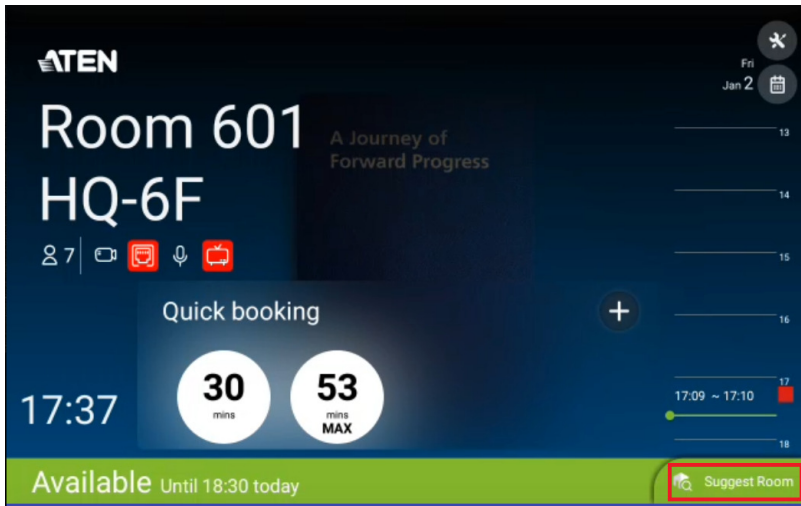 ATEN
Fri
Jan 2
Room 601
HQ-6F
A Journey of
Forward Progress
7
13
14
15
16
17
18
Quick booking
+
30
mins
53
mins
MAX
17:37
17:09 ~ 17:10
Available Until 18:30 today
Suggest Room